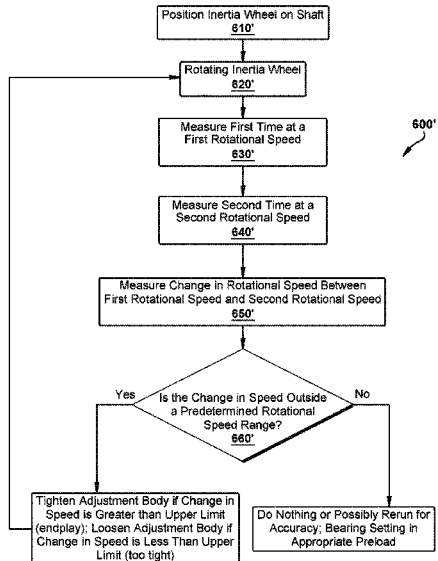 Position Inertia Wheel on Shaft
610'
Rotating Inertia Wheel
620'
600'
Measure First Time at a
First Rotational Speed
630'
Measure Second Time at a
Second Rotational Speed
640'
Measure Change in Rotational Speed Between
First Rotational Speed and Second Rotational Speed
650'
Yes
No
Is the Change in Speed Outside
a Predetermined Rotational
Speed Range?
660'
Tighten Adjustment Body if Change in
Speed is Greater than Upper Limit
(endplay); Loosen Adjustment Body if
Change in Speed is Less Than Upper
Limit (too tight)
Do Nothing or Possibly Rerun for
Accuracy; Bearing Setting in
Appropriate Preload